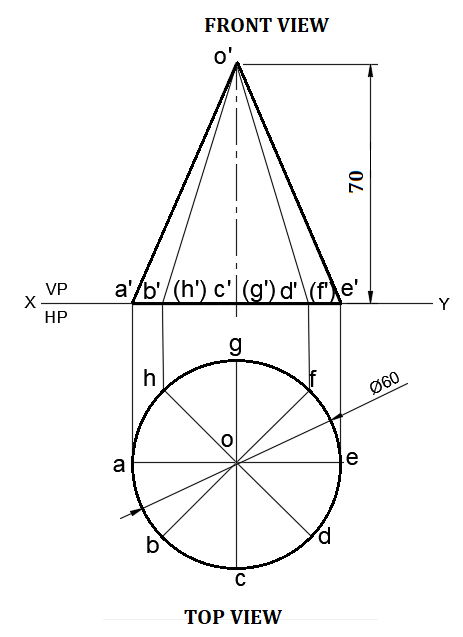 FRONT VIEW
o'
70
a' b' (h') c' (g') d' (f') e'
X VP Y
HP
g
h f
Ø60
o
a e
b d
c
TOP VIEW